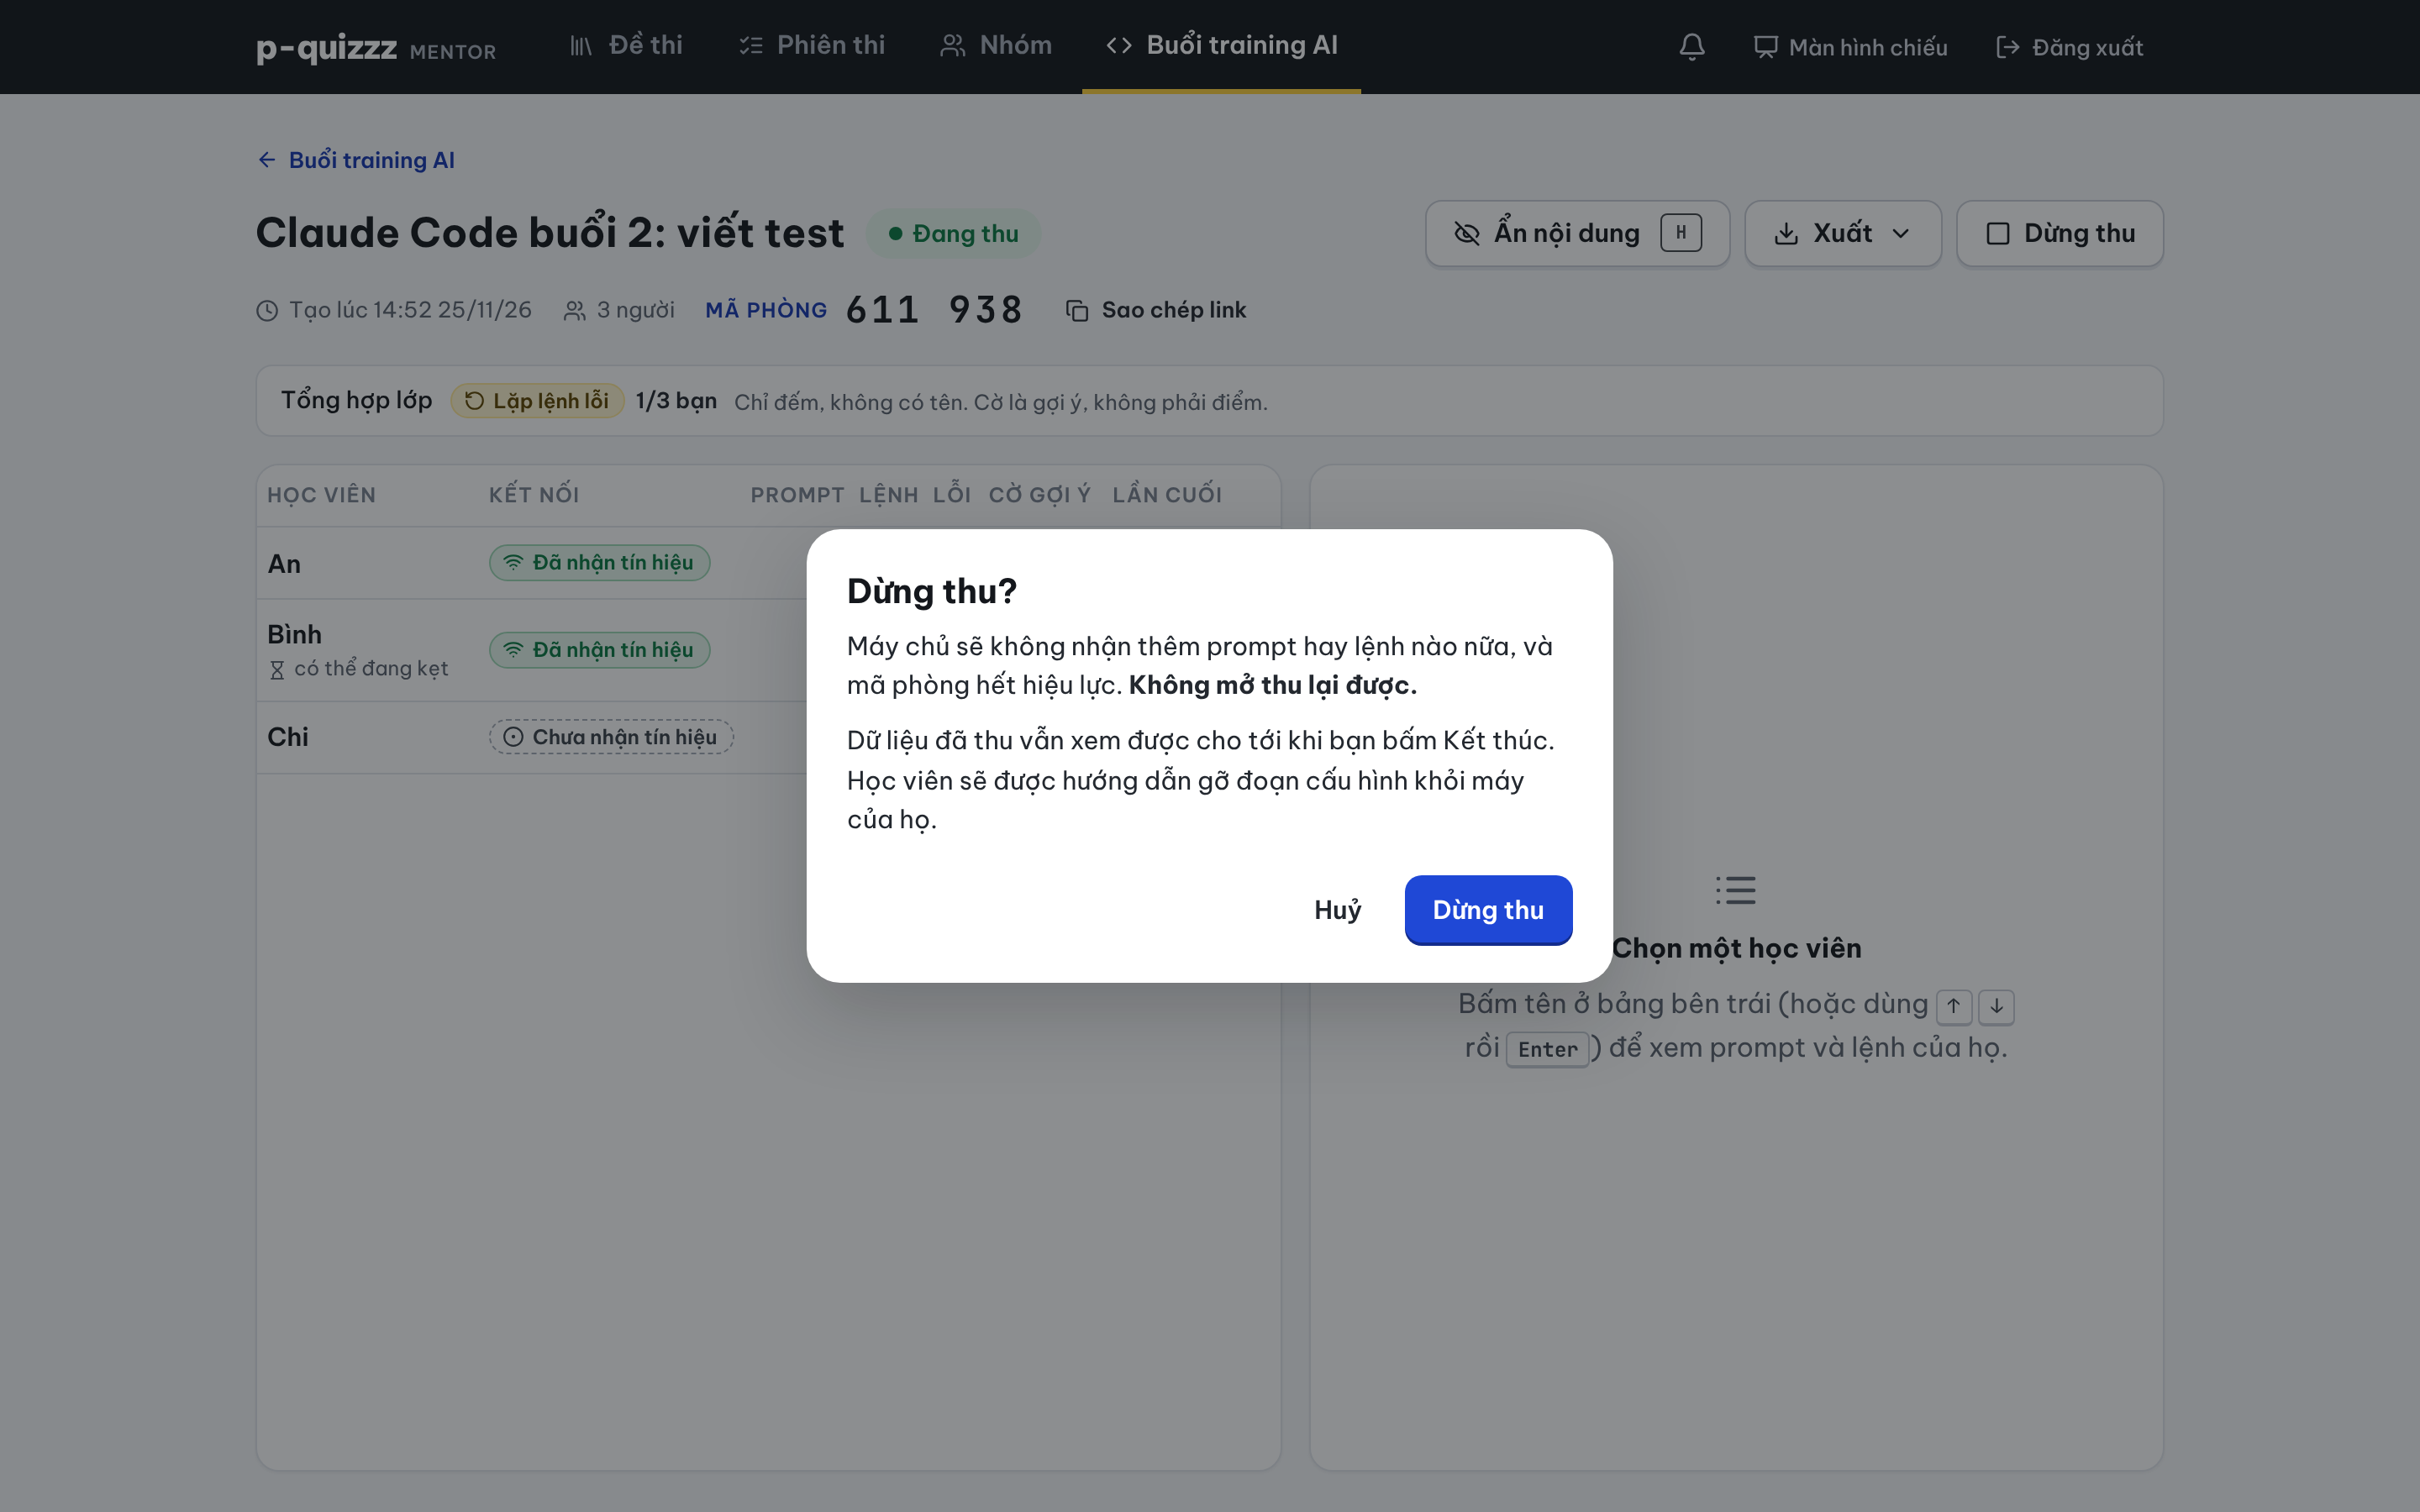 p-quizzz MENTOR
Đề thi
Phiên thi
Nhóm
Buổi training AI
Màn hình chiếu
Đăng xuất
Buổi training AI
Claude Code buổi 2: viết test
Đang thu
Ẩn nội dung H
Xuất
Dừng thu
Tạo lúc 14:52 25/11/26
3 người
MÃ PHÒNG 611 938
Sao chép link
Tổng hợp lớp
Lặp lệnh lỗi
1/3 bạn
Chỉ đếm, không có tên. Cờ là gợi ý, không phải điểm.
HỌC VIÊN KẾT NỐI PROMPT LỆNH LỖI CỜ GỢI Ý LẦN CUỐI
An Đã nhận tín hiệu
Bình Đã nhận tín hiệu
có thể đang kẹt
Chi Chưa nhận tín hiệu
Dừng thu?
Máy chủ sẽ không nhận thêm prompt hay lệnh nào nữa, và
mã phòng hết hiệu lực. Không mở thu lại được.
Dữ liệu đã thu vẫn xem được cho tới khi bạn bấm Kết thúc.
Học viên sẽ được hướng dẫn gỡ đoạn cấu hình khỏi máy
của họ.
Huỷ
Dừng thu
Chọn một học viên
Bấm tên ở bảng bên trái (hoặc dùng ↑ ↓
rồi Enter) để xem prompt và lệnh của họ.